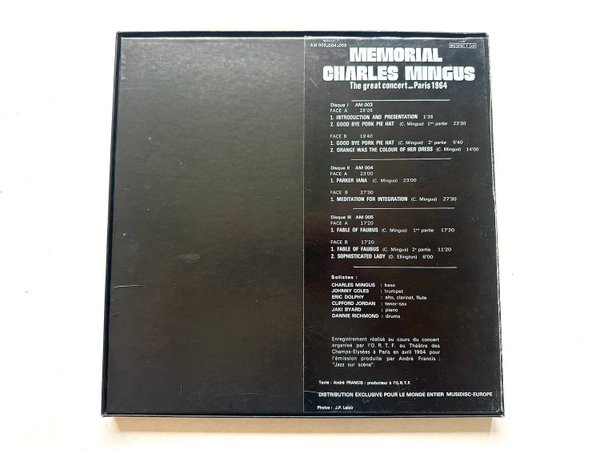 AM 003.004.005
MEMORIAL
CHARLES MINGUS
The great concert...Paris 1964
Disque I AM 003
FACE A 25'05
1. INTRODUCTION AND PRESENTATION 1'35
2. GOOD BYE PORK PIE HAT (C. Mingus) 1ère partie 23'30
FACE B 19'40
1. GOOD BYE PORK PIE HAT (C. Mingus) 2e partie 5'40
2. ORANGE WAS THE COLOUR OF HER DRESS (C. Mingus) 14'00
Disque II AM 004
FACE A 23'00
1. PARKER IANA (C. Mingus) 23'00
FACE B 27'30
1. MEDITATION FOR INTEGRATION (C. Mingus) 27'30
Disque III AM 005
FACE A 17'20
1. FABLE OF FAUBUS (C. Mingus) 1ère partie 17'20
FACE B 17'20
1. FABLE OF FAUBUS (C. Mingus) 2e partie 11'20
2. SOPHISTICATED LADY (D. Ellington) 6'00
Solistes :
CHARLES MINGUS : bass
JOHNNY COLES : trumpet
ERIC DOLPHY : alto, clarinet, flute
CLIFFORD JORDAN : tenor-sax
JAKI BYARD : piano
DANNIE RICHMOND : drums
Enregistrement réalisé au cours du concert
organisé par l'O. R. T. F. au Théâtre des
Champs-Elysées à Paris en avril 1964 pour
l'émission produite par André Francis :
"Jazz sur scène".
Texte : André FRANCIS : producteur à l'O.R.T.F.
DISTRIBUTION EXCLUSIVE POUR LE MONDE ENTIER MUSIDISC-EUROPE
Photos : J.P. Leloir